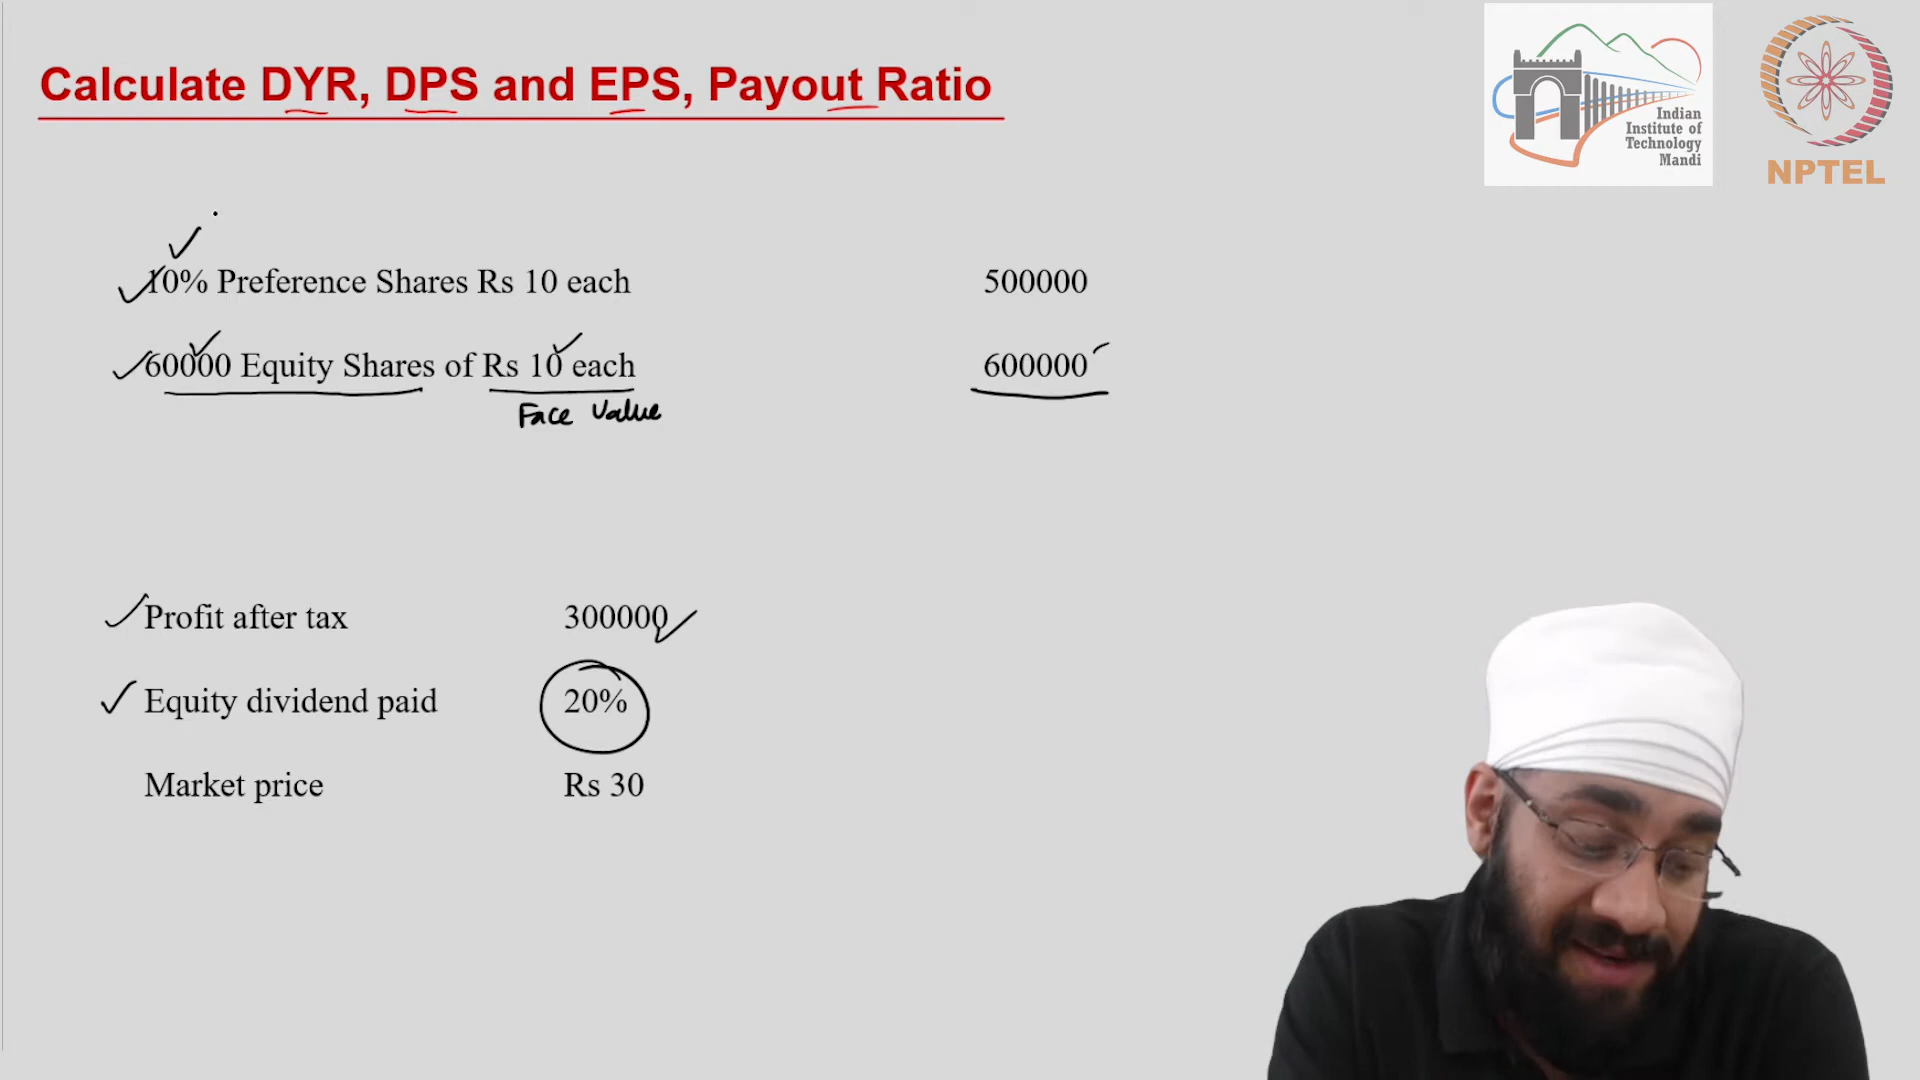 Calculate DYR, DPS and EPS, Payout Ratio
Indian
Institute of
Technology
Mandi
NPTEL
10% Preference Shares Rs 10 each 500000
60000 Equity Shares of Rs 10 each 600000
Face Value
Profit after tax 300000
Equity dividend paid 20%
Market price Rs 30